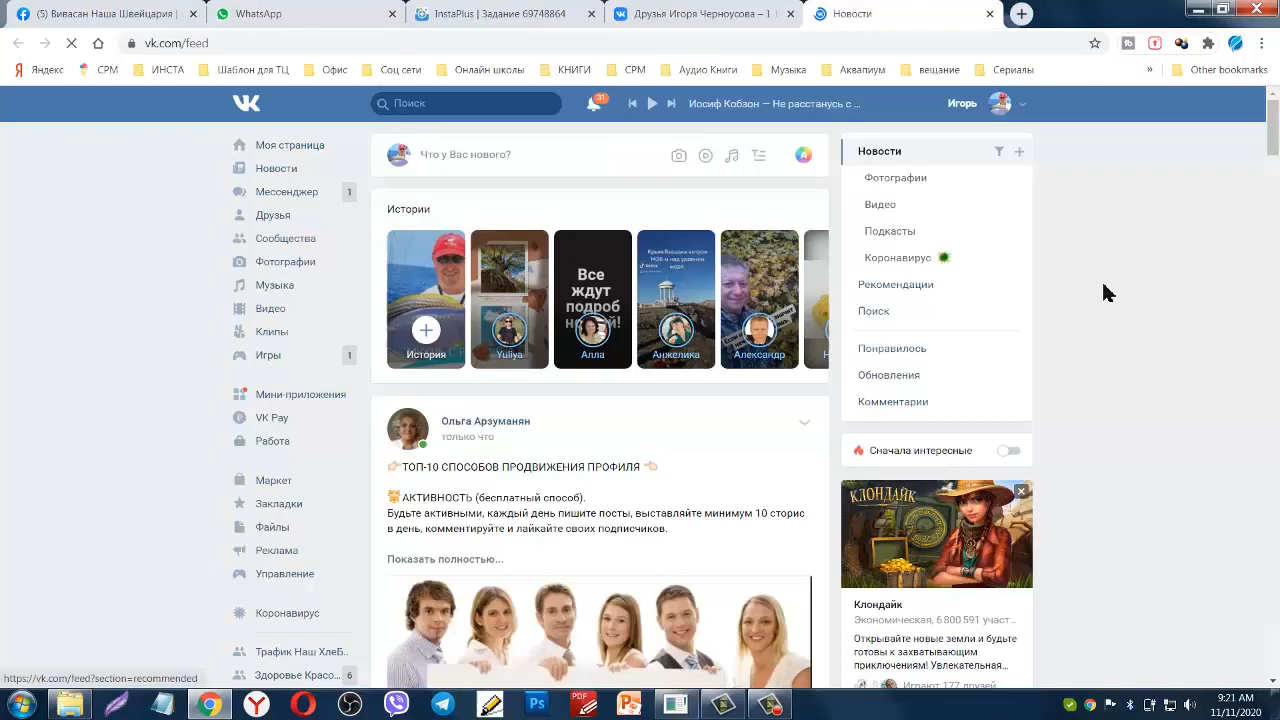 (5) Вивасан Наша Швейцария |
WhatsApp
InstaPlus | Задание 69748864
Друзья Игоря Черноусова – 1
Новости
vk.com/feed
Яндекс
СРМ
ИНСТА
Шаблон для ТЦ
Офис
Соц сети
Онлайн школы
КНИГИ
СРМ
Аудио Книги
Музыка
Аквапиум
вещание
Сериалы
»
Other bookmarks
Поиск
31
Иосиф Кобзон — Не расстанусь с ...
Игорь
Моя страница
Новости
Мессенджер 1
Друзья
Сообщества
Фотографии
Музыка
Видео
Клипы
Игры 1
Мини-приложения
VK Pay
Работа
Маркет
Закладки
Файлы
Реклама
Управление
Коронавирус
Трафик Наш ХлеБ..
Здоровье Красо... 6
Что у Вас нового?
Истории
История
Yuliya
Все
ждут
подроб
Алла
Анжелика
Александр
Ольга Арзуманян
только что
ТОП-10 СПОСОБОВ ПРОДВИЖЕНИЯ ПРОФИЛЯ
АКТИВНОСТЬ (бесплатный способ).
Будьте активными, каждый день пишите посты, выставляйте минимум 10 сторис
в день, комментируйте и лайкайте своих подписчиков.
Показать полностью...
Новости
Фотографии
Видео
Подкасты
Коронавирус
Рекомендации
Поиск
Понравилось
Обновления
Комментарии
Сначала интересные
КЛОНДАЙК
Клондайк
Экономическая, 6 800 591 участ...
Открывайте новые земли и будьте
готовы к захватывающим
приключениям! Увлекательная...
Играют 177 друзей
https://vk.com/feed?section=recommended
9:21 AM
11/11/2020